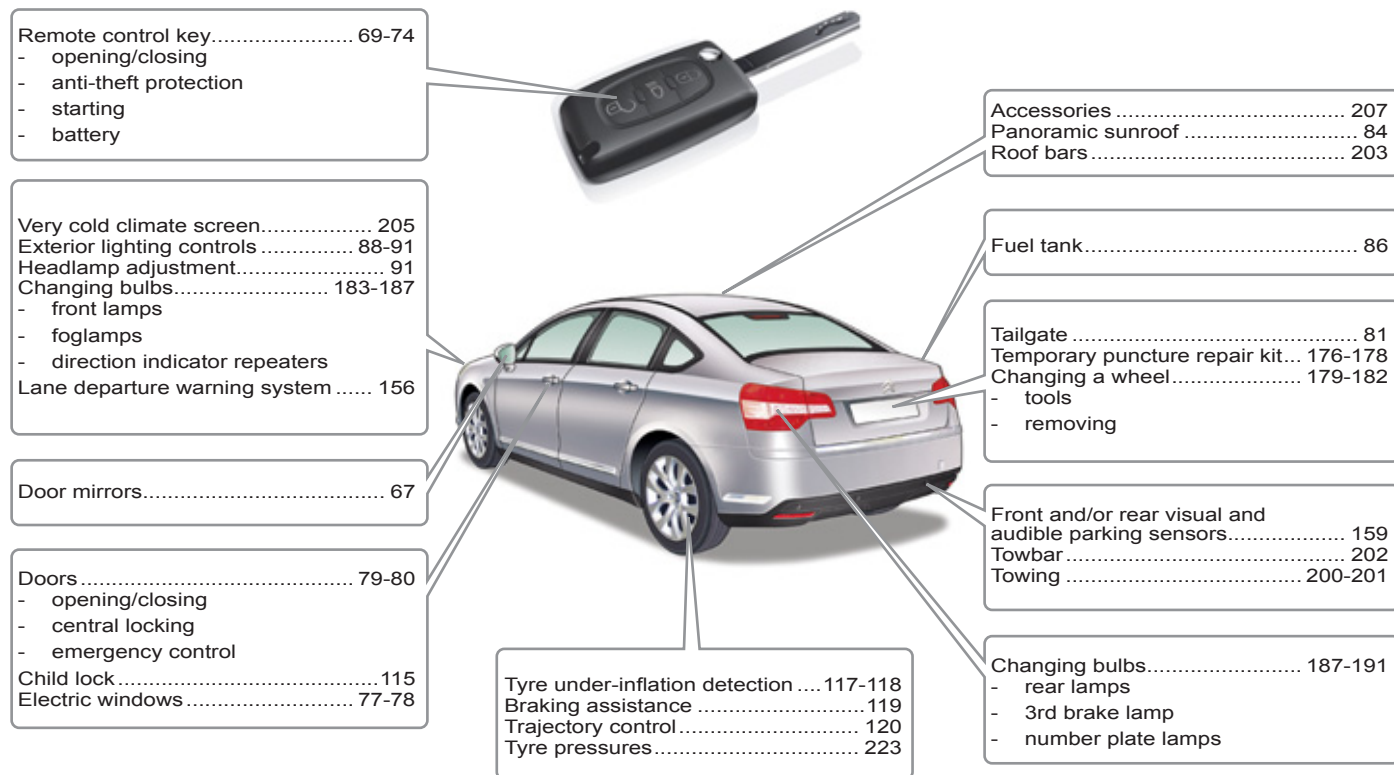 Remote control key........................ 69-74
- opening/closing
- anti-theft protection
- starting
- battery
Very cold climate screen................... 205
Exterior lighting controls ................ 88-91
Headlamp adjustment......................... 91
Changing bulbs........................... 183-187
- front lamps
- foglamps
- direction indicator repeaters
Lane departure warning system ...... 156
Door mirrors.......................................... 67
Doors ............................................... 79-80
- opening/closing
- central locking
- emergency control
Child lock ........................................115
Electric windows ............................ 77-78
Tyre under-inflation detection ....117-118
Braking assistance ..............................119
Trajectory control ............................... 120
Tyre pressures................................... 223
Accessories ....................................... 207
Panoramic sunroof .............................. 84
Roof bars ........................................... 203
Fuel tank.............................................. 86
Tailgate ................................................ 81
Temporary puncture repair kit... 176-178
Changing a wheel ....................... 179-182
- tools
- removing
Front and/or rear visual and
audible parking sensors.................... 159
Towbar ................................................ 202
Towing ......................................... 200-201
Changing bulbs........................... 187-191
- rear lamps
- 3rd brake lamp
- number plate lamps